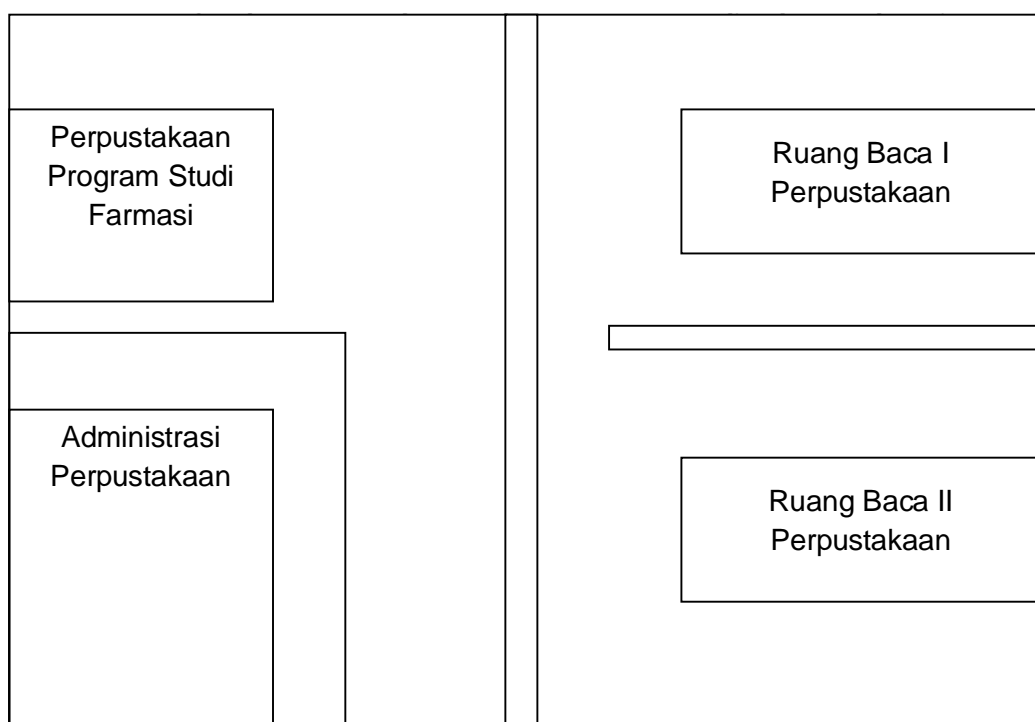 Perpustakaan
Program Studi
Farmasi
Ruang Baca I
Perpustakaan
Administrasi
Perpustakaan
Ruang Baca II
Perpustakaan